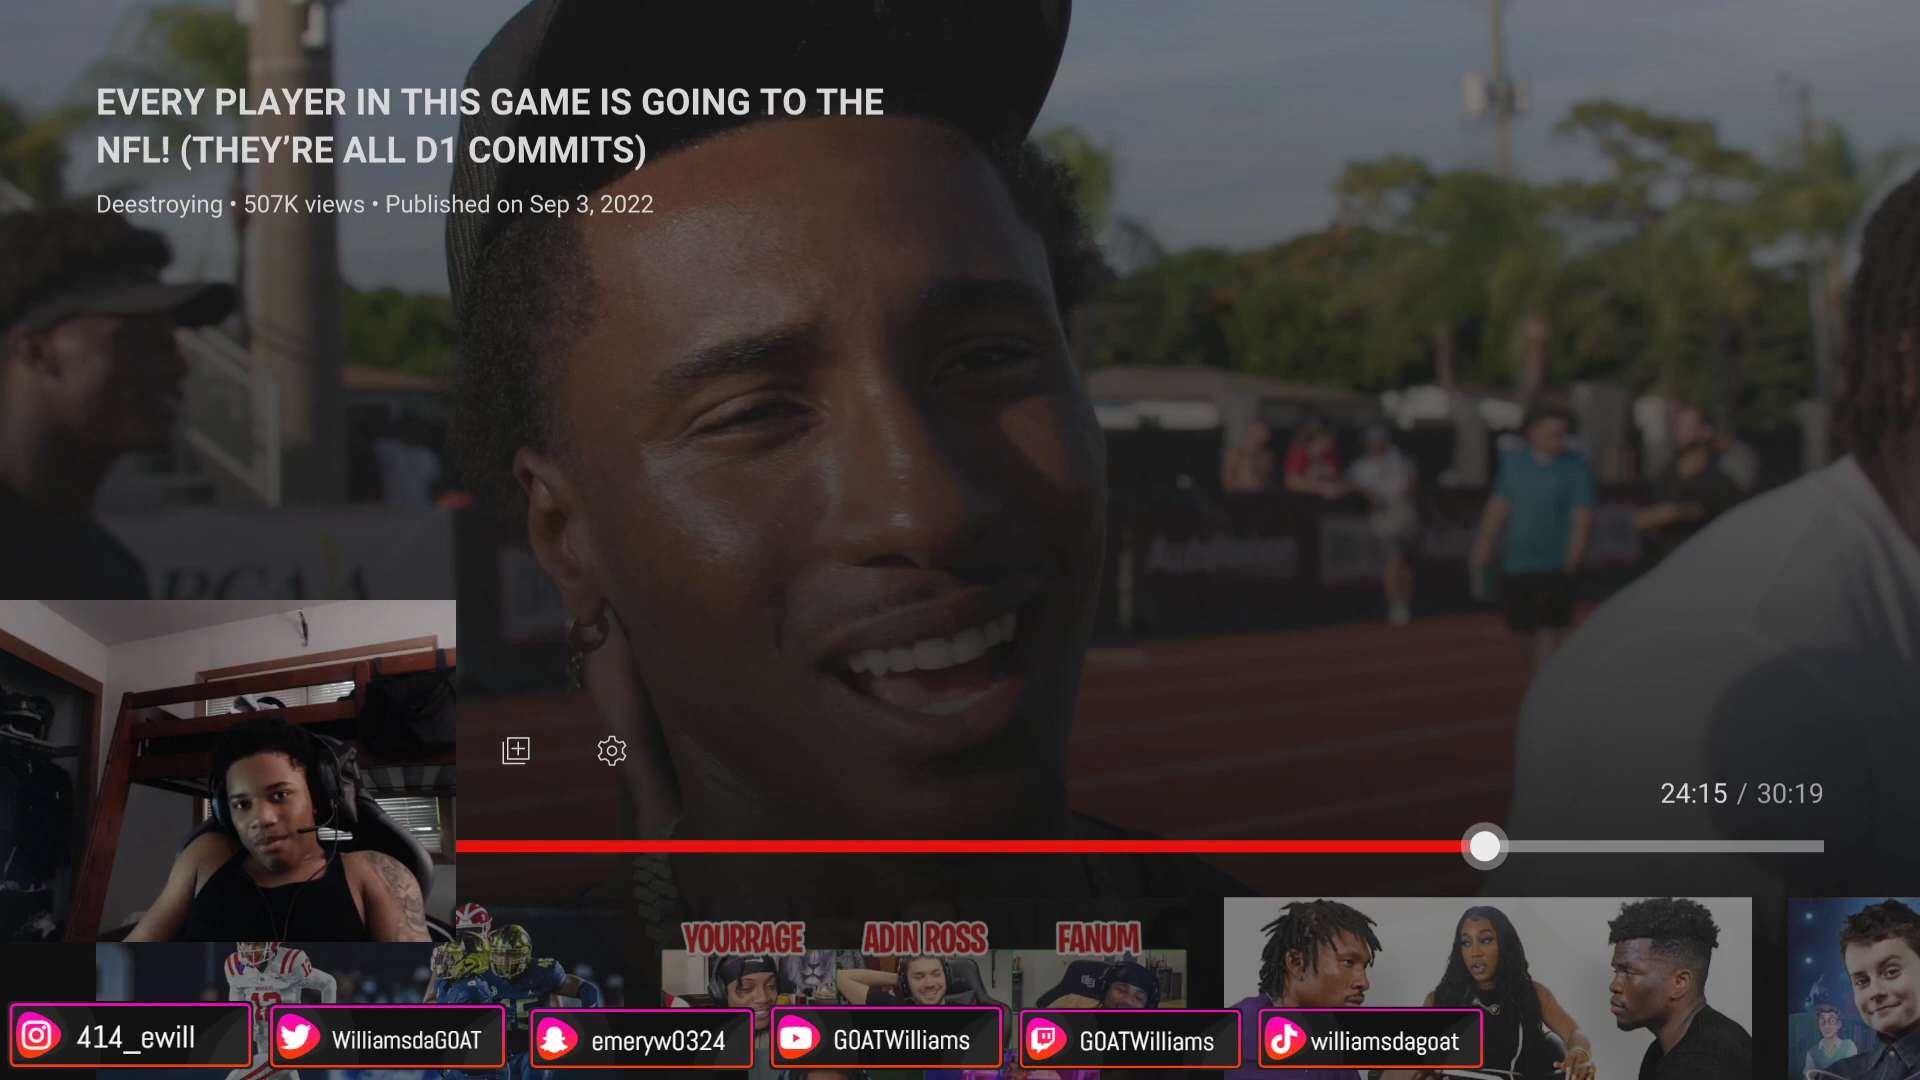 EVERY PLAYER IN THIS GAME IS GOING TO THE
NFL! (THEY’RE ALL D1 COMMITS)
Deestroying • 507K views • Published on Sep 3, 2022
24:15 / 30:19
YOURRAGE
ADIN ROSS
FANUM
414_ewill
WilliamsdaGOAT
emeryw0324
GOATWilliams
GOATWilliams
williamsdagoat